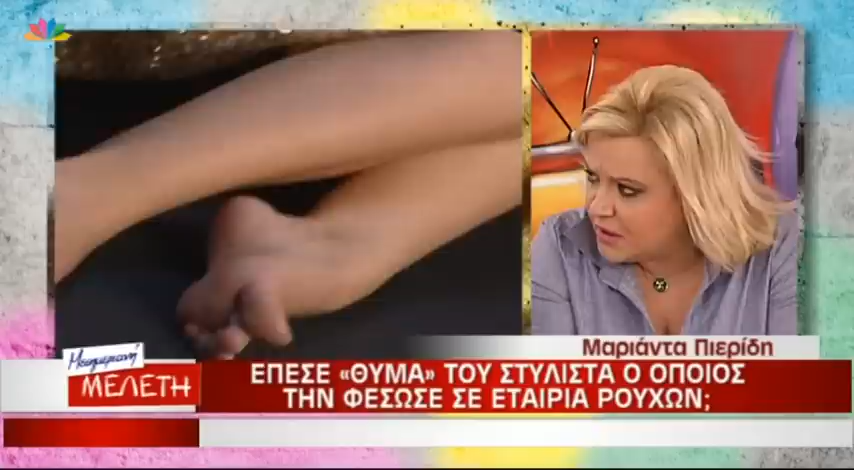 Μαριάντα Πιερίδη
Μεσημεριανή
ΜΕΛΕΤΗ
ΕΠΕΣΕ «ΘΥΜΑ» ΤΟΥ ΣΤΥΛΙΣΤΑ Ο ΟΠΟΙΟΣ
ΤΗΝ ΦΕΣΩΣΕ ΣΕ ΕΤΑΙΡΙΑ ΡΟΥΧΩΝ;